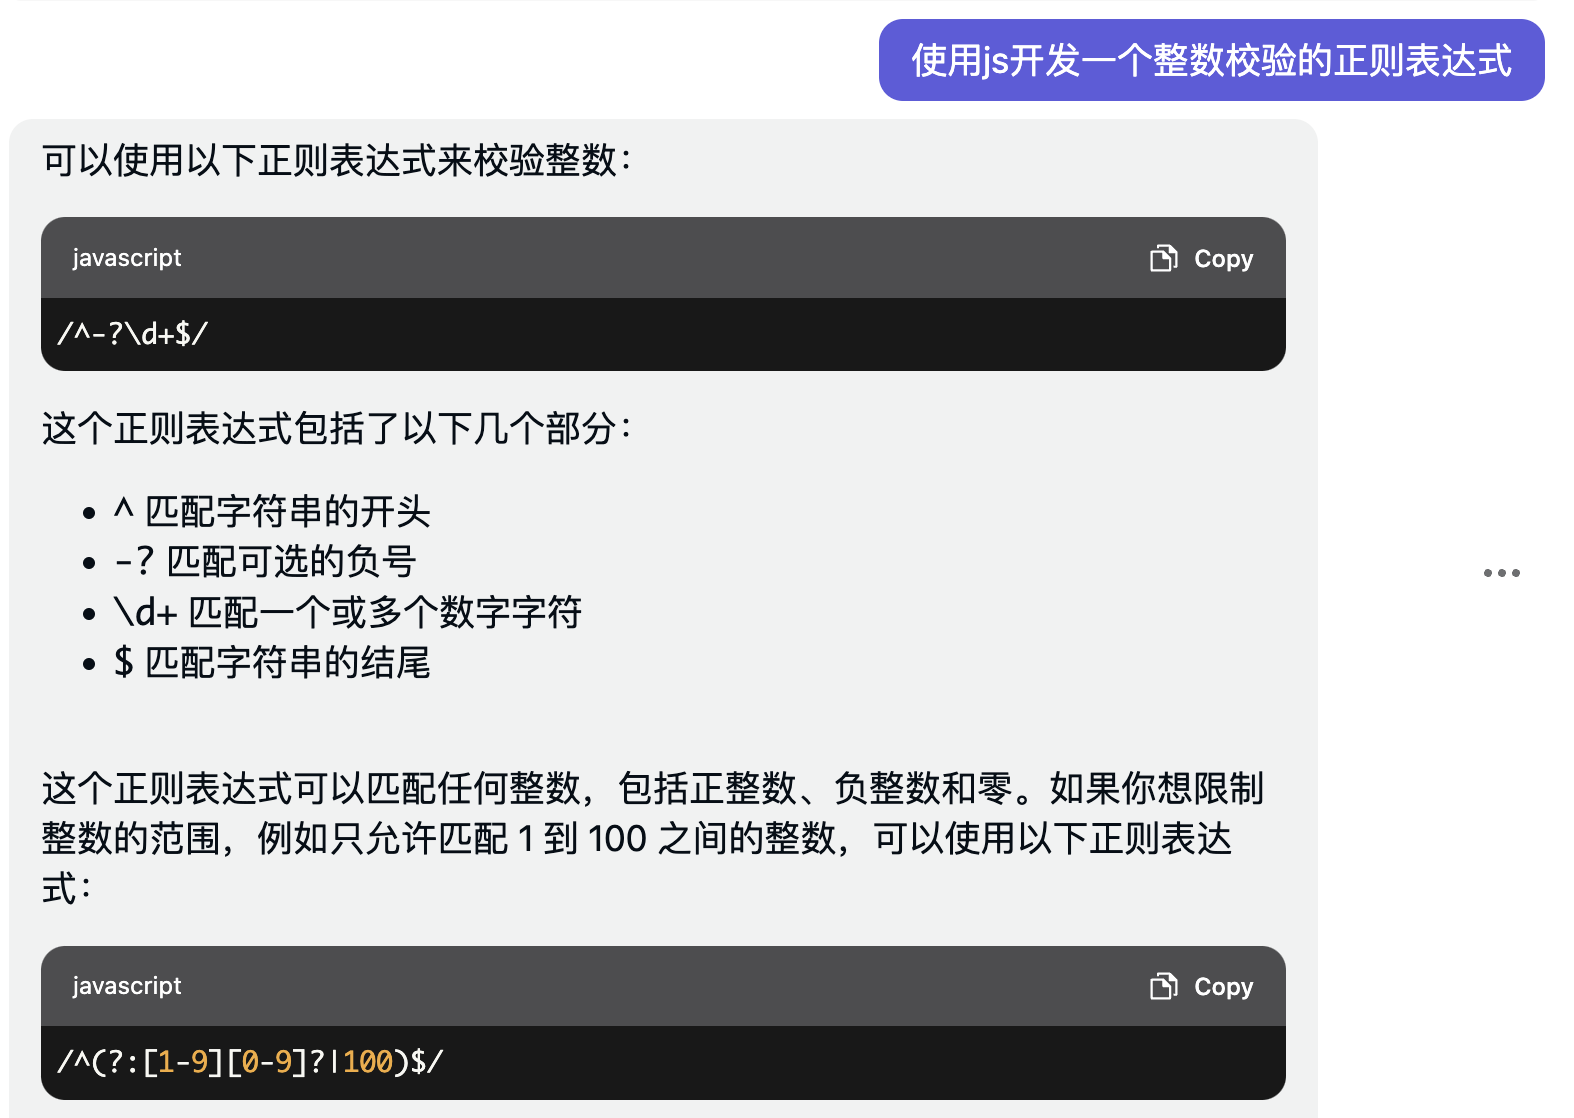 使用js开发一个整数校验的正则表达式
可以使用以下正则表达式来校验整数：
javascript
Copy
/^-?\d+$/
这个正则表达式包括了以下几个部分：
• ^ 匹配字符串的开头
• -? 匹配可选的负号
• \d+ 匹配一个或多个数字字符
• $ 匹配字符串的结尾
这个正则表达式可以匹配任何整数，包括正整数、负整数和零。如果你想限制
整数的范围，例如只允许匹配 1 到 100 之间的整数，可以使用以下正则表达
式：
javascript
Copy
/^(?:[1-9][0-9]?|100)$/